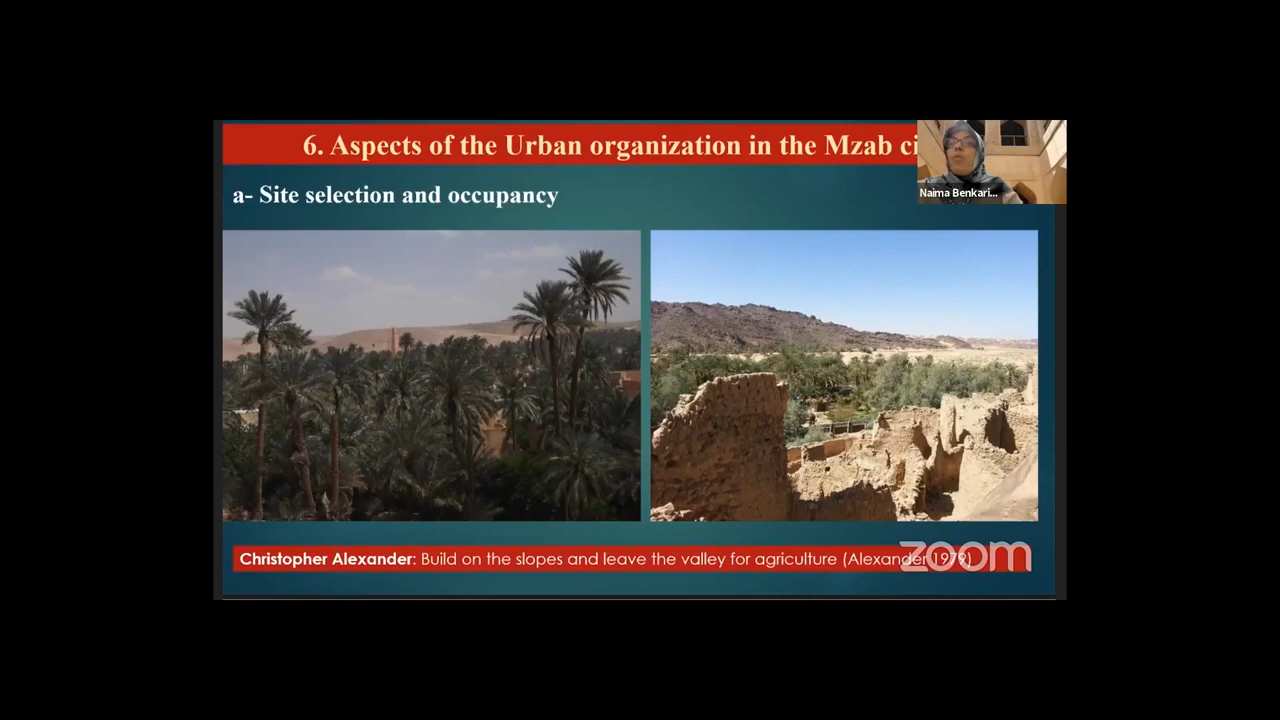 6. Aspects of the Urban organization in the Mzab ci
a- Site selection and occupancy
Naima Benkari...
Christopher Alexander: Build on the slopes and leave the valley for agriculture (Alexander 1979)
zoom